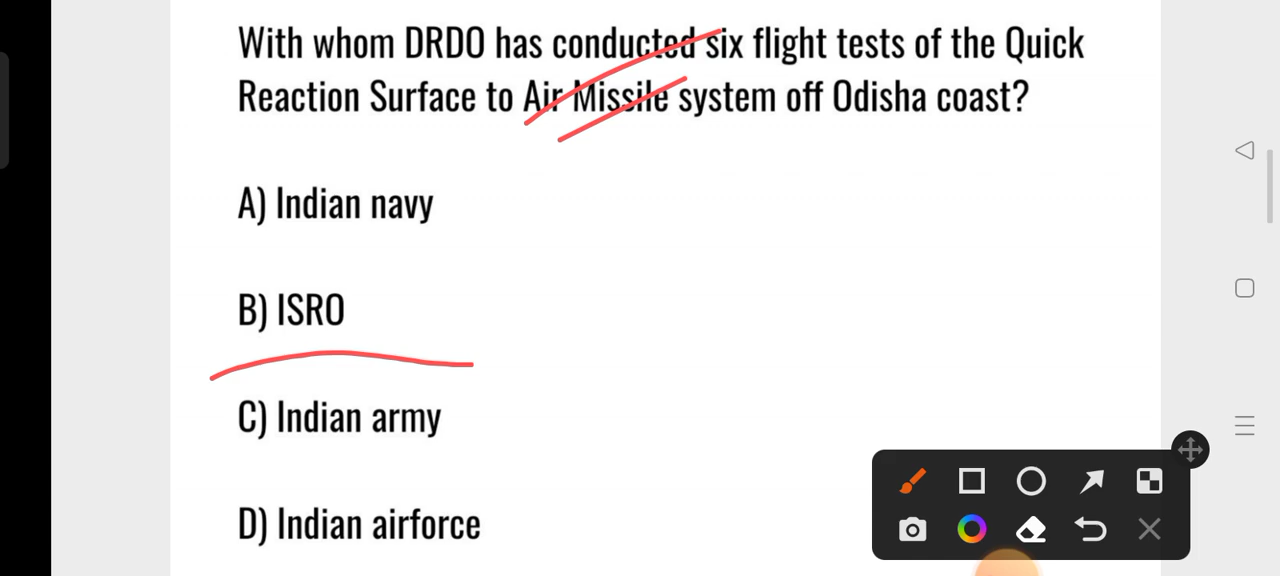 With whom DRDO has conducted six flight tests of the Quick
Reaction Surface to Air Missile system off Odisha coast?
A) Indian navy
B) ISRO
C) Indian army
D) Indian airforce